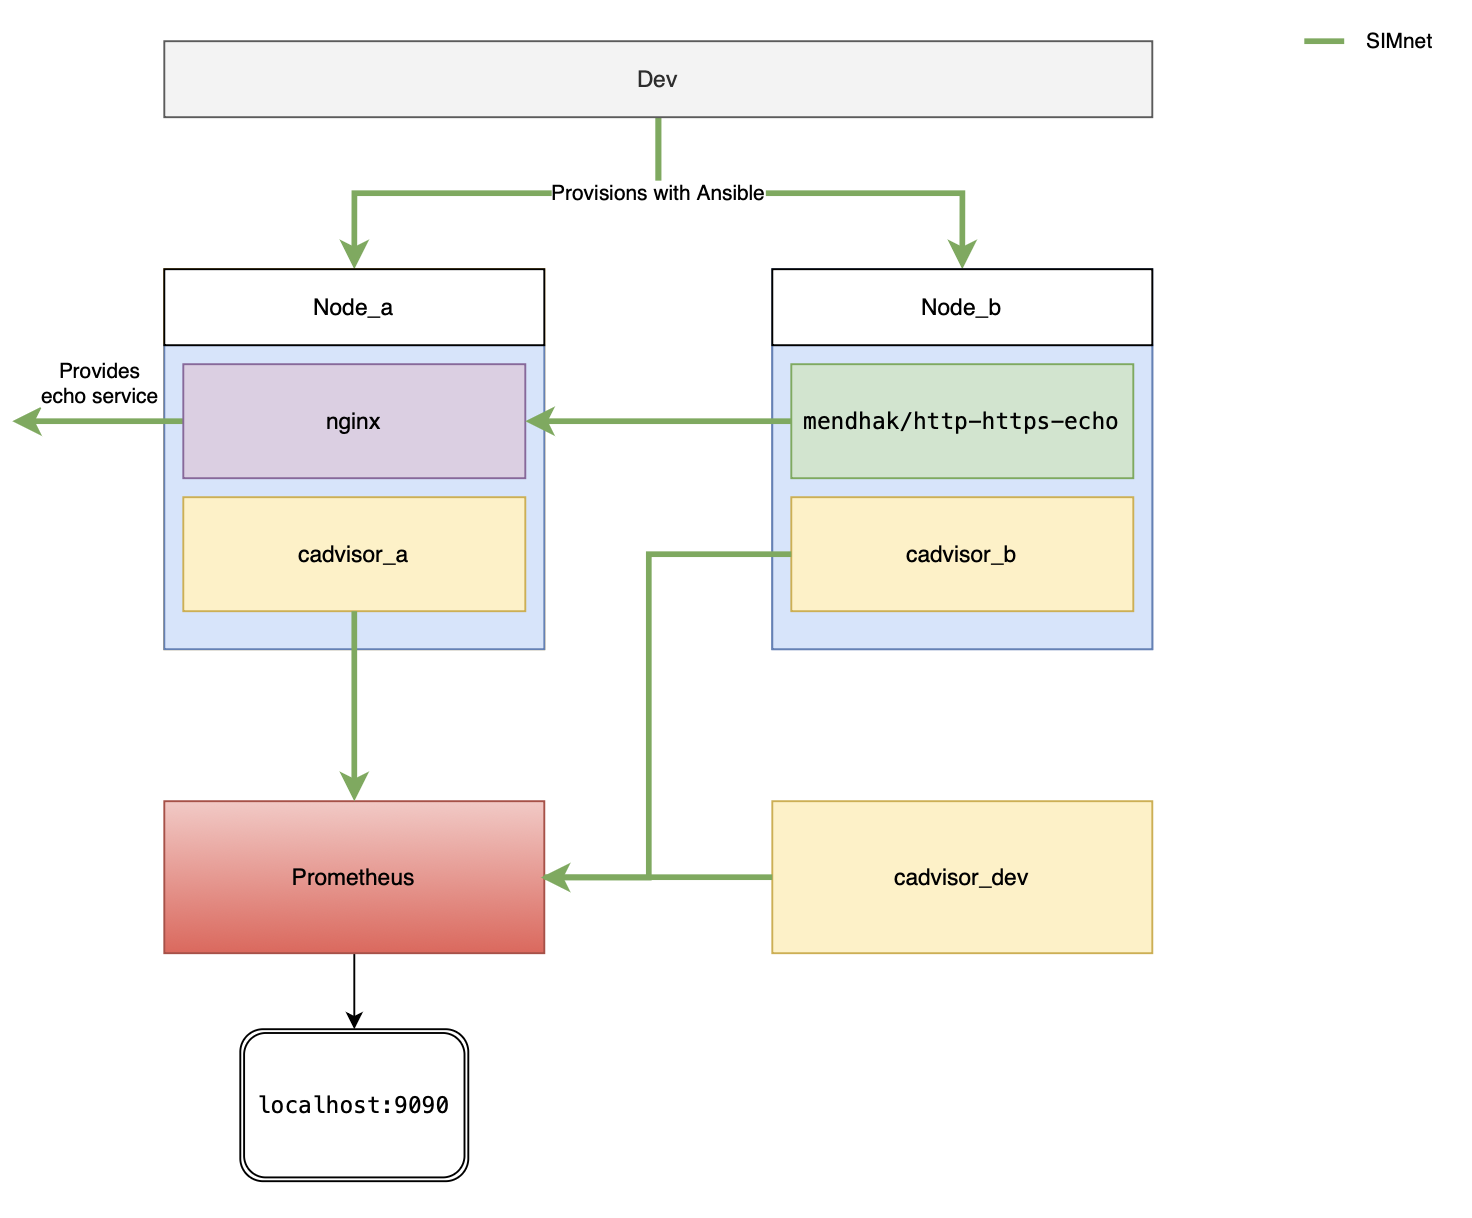 SIMnet
Dev
Provisions with Ansible
Node_a
Node_b
Provides
echo service
nginx
mendhak/http-https-echo
cadvisor_a
cadvisor_b
Prometheus
cadvisor_dev
localhost:9090